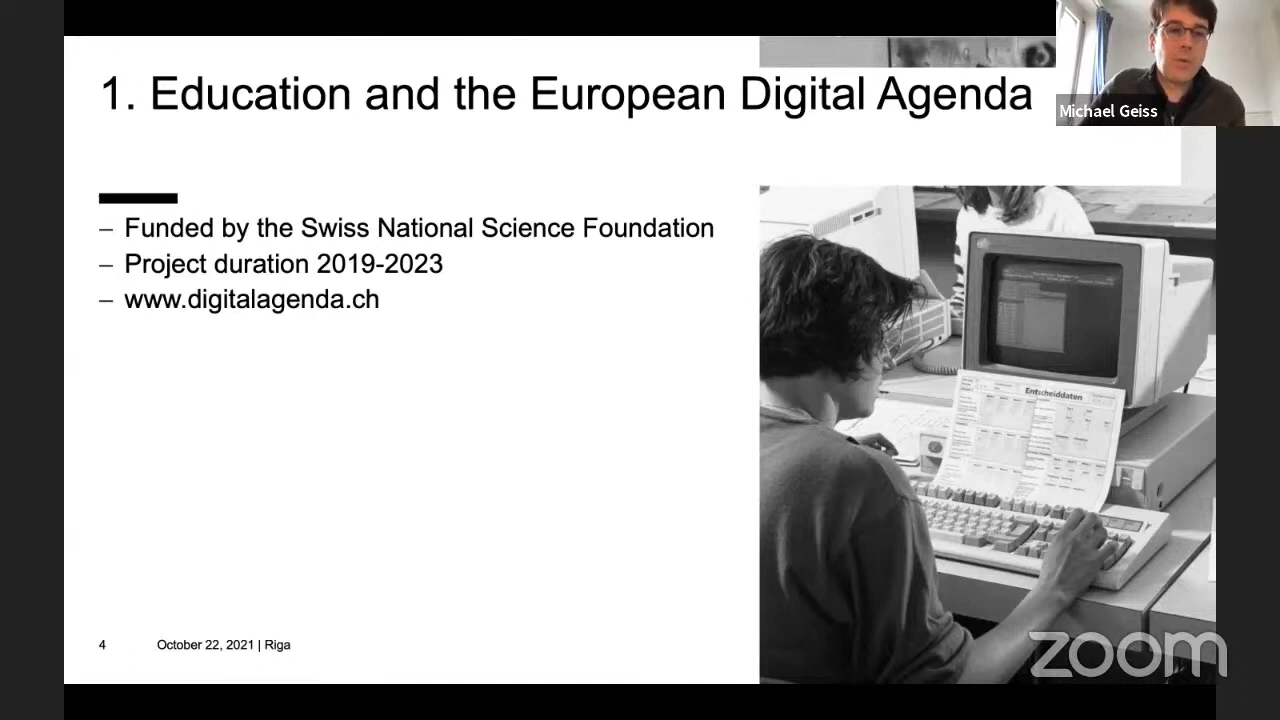 1. Education and the European Digital Agenda
Michael Geiss
– Funded by the Swiss National Science Foundation
– Project duration 2019-2023
– www.digitalagenda.ch
Entscheiddaten
4 October 22, 2021 | Riga
zoom